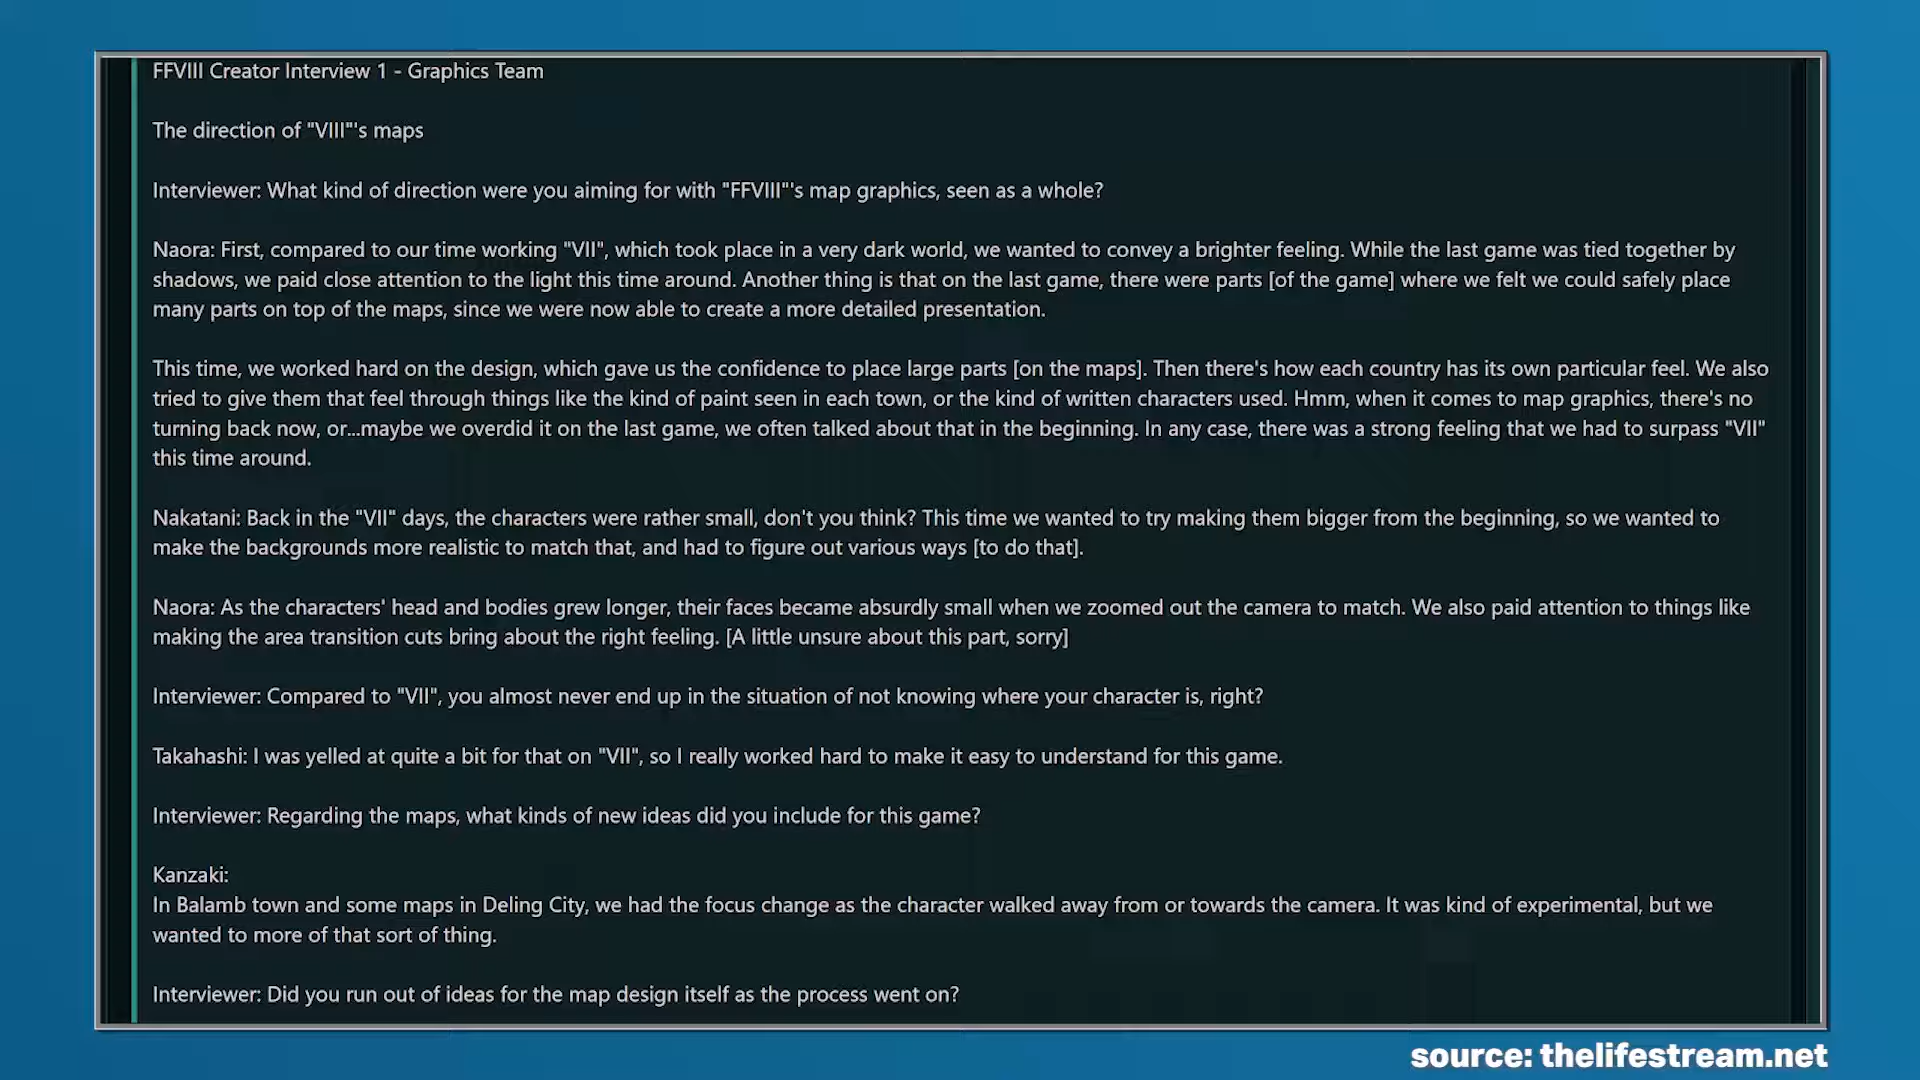 FFVIII Creator Interview 1 - Graphics Team
The direction of "VIII"'s maps
Interviewer: What kind of direction were you aiming for with "FFVIII"'s map graphics, seen as a whole?
Naora: First, compared to our time working "VII", which took place in a very dark world, we wanted to convey a brighter feeling. While the last game was tied together by
shadows, we paid close attention to the light this time around. Another thing is that on the last game, there were parts [of the game] where we felt we could safely place
many parts on top of the maps, since we were now able to create a more detailed presentation.
This time, we worked hard on the design, which gave us the confidence to place large parts [on the maps]. Then there's how each country has its own particular feel. We also
tried to give them that feel through things like the kind of paint seen in each town, or the kind of written characters used. Hmm, when it comes to map graphics, there's no
turning back now, or...maybe we overdid it on the last game, we often talked about that in the beginning. In any case, there was a strong feeling that we had to surpass "VII"
this time around.
Nakatani: Back in the "VII" days, the characters were rather small, don't you think? This time we wanted to try making them bigger from the beginning, so we wanted to
make the backgrounds more realistic to match that, and had to figure out various ways [to do that].
Naora: As the characters' head and bodies grew longer, their faces became absurdly small when we zoomed out the camera to match. We also paid attention to things like
making the area transition cuts bring about the right feeling. [A little unsure about this part, sorry]
Interviewer: Compared to "VII", you almost never end up in the situation of not knowing where your character is, right?
Takahashi: I was yelled at quite a bit for that on "VII", so I really worked hard to make it easy to understand for this game.
Interviewer: Regarding the maps, what kinds of new ideas did you include for this game?
Kanzaki:
In Balamb town and some maps in Deling City, we had the focus change as the character walked away from or towards the camera. It was kind of experimental, but we
wanted to more of that sort of thing.
Interviewer: Did you run out of ideas for the map design itself as the process went on?
source: thelifestream.net